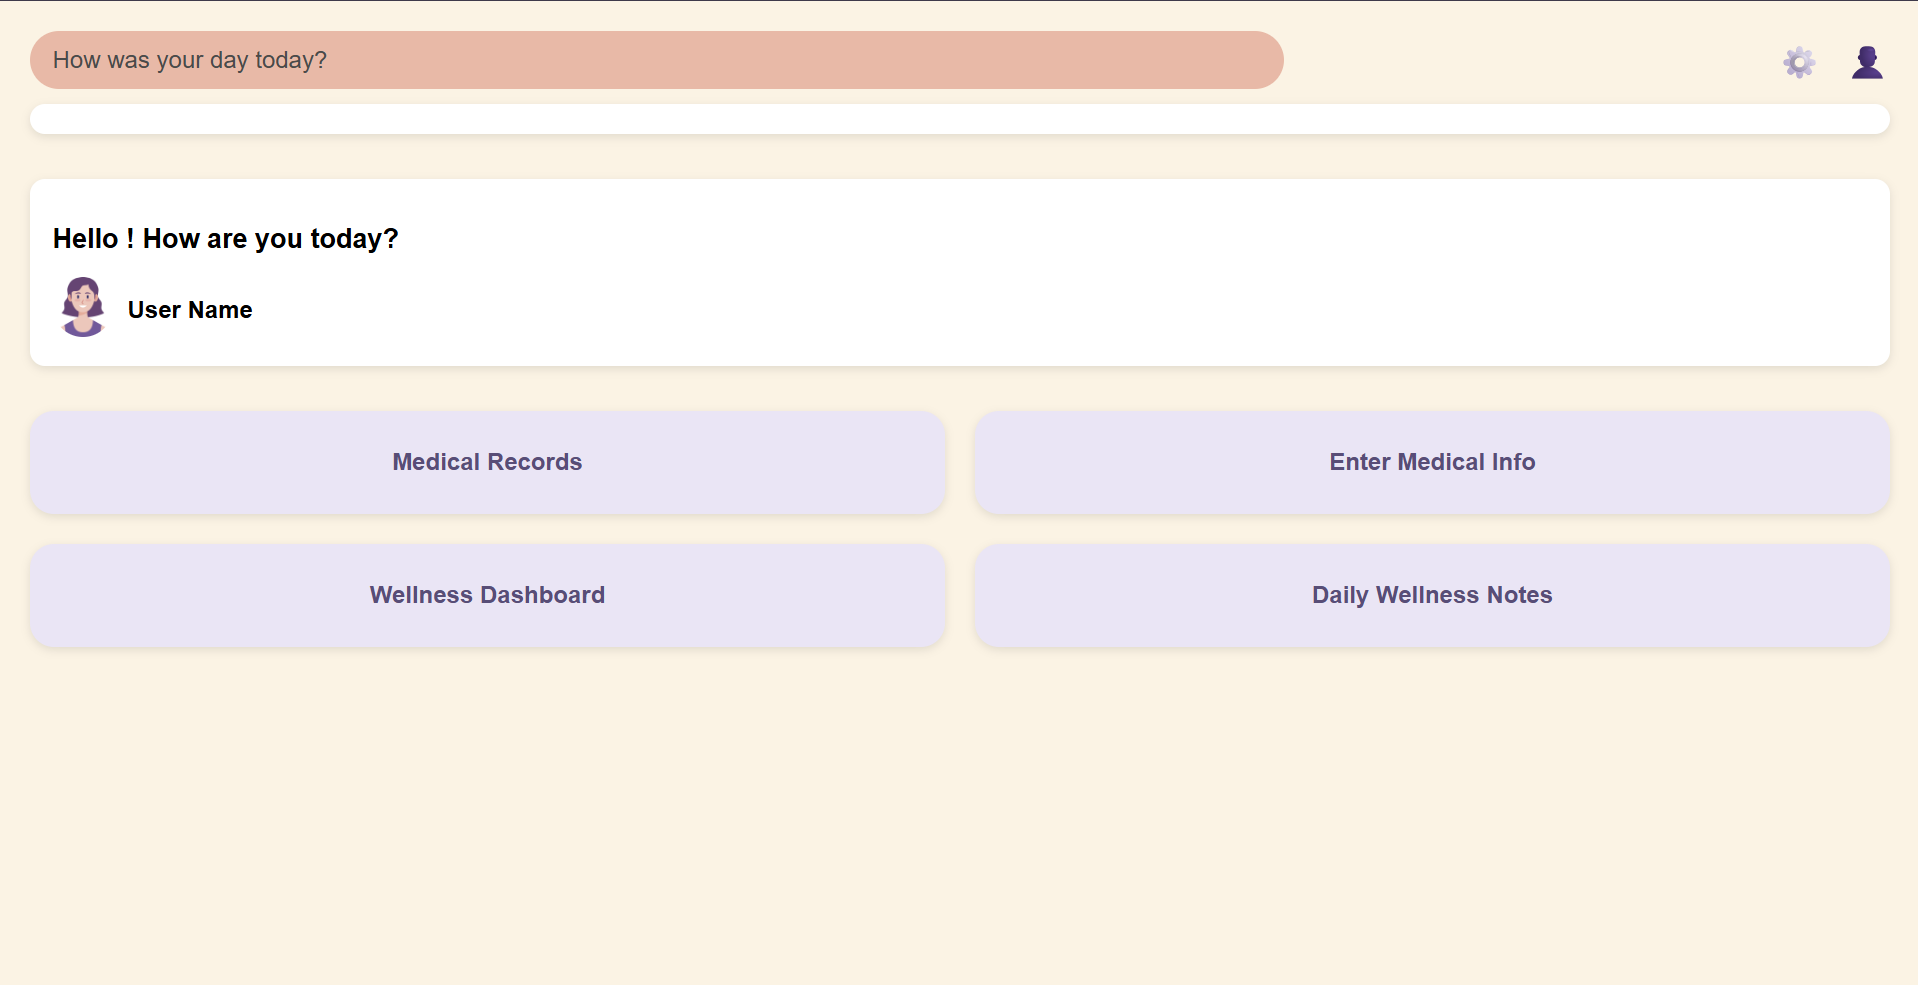 How was your day today?
Hello ! How are you today?
User Name
Medical Records
Enter Medical Info
Wellness Dashboard
Daily Wellness Notes